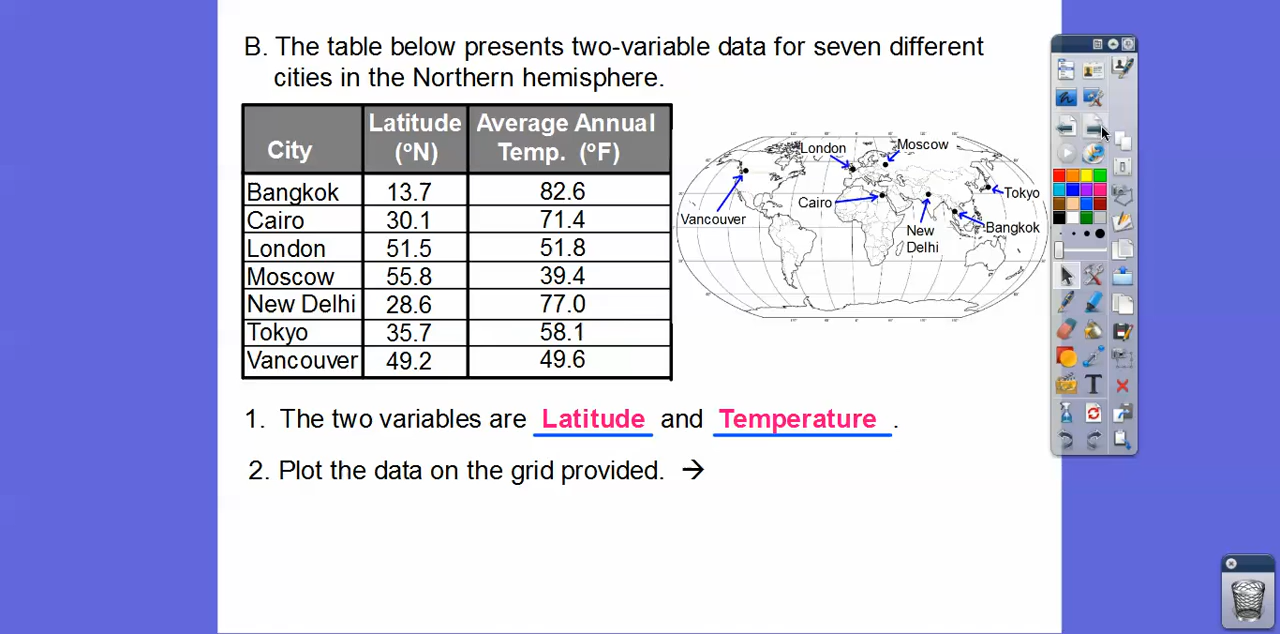 B. The table below presents two-variable data for seven different
cities in the Northern hemisphere.
City Latitude (ºN) Average Annual Temp. (ºF)
Bangkok 13.7 82.6
Cairo 30.1 71.4
London 51.5 51.8
Moscow 55.8 39.4
New Delhi 28.6 77.0
Tokyo 35.7 58.1
Vancouver 49.2 49.6
London
Moscow
Cairo
Tokyo
Vancouver
New
Delhi
Bangkok
1. The two variables are Latitude and Temperature .
2. Plot the data on the grid provided. →
T